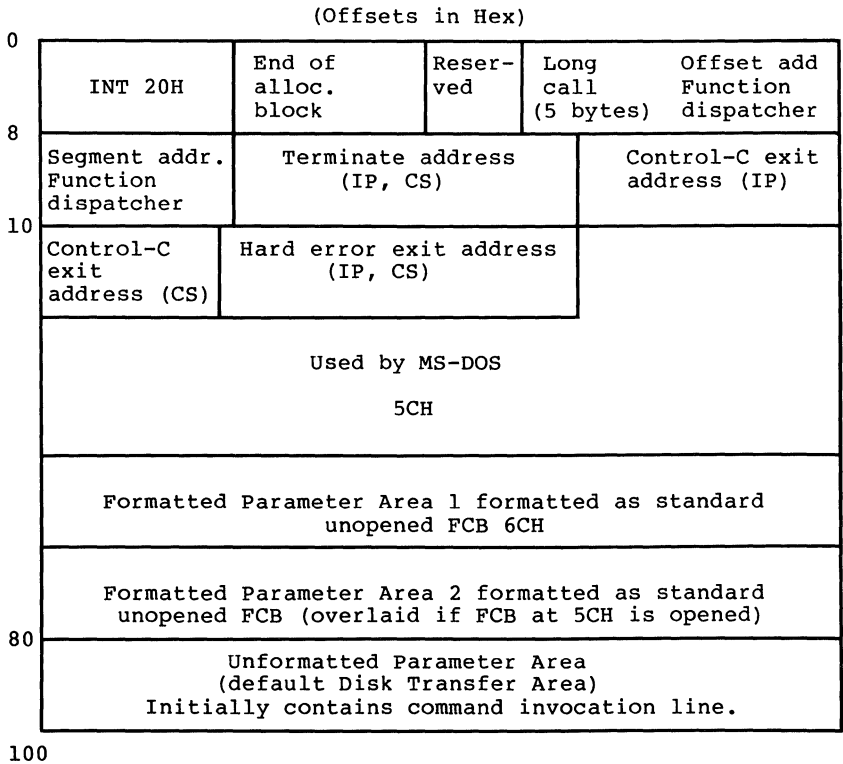 (Offsets in Hex)
0
INT 20H
End of
alloc.
block
Reser-
ved
Long
call
(5 bytes)
Offset add
Function
dispatcher
8
Segment addr.
Function
dispatcher
Terminate address
(IP, CS)
Control-C exit
address (IP)
10
Control-C
exit
address (CS)
Hard error exit address
(IP, CS)
Used by MS-DOS
5CH
Formatted Parameter Area 1 formatted as standard
unopened FCB 6CH
Formatted Parameter Area 2 formatted as standard
unopened FCB (overlaid if FCB at 5CH is opened)
80
Unformatted Parameter Area
(default Disk Transfer Area)
Initially contains command invocation line.
100